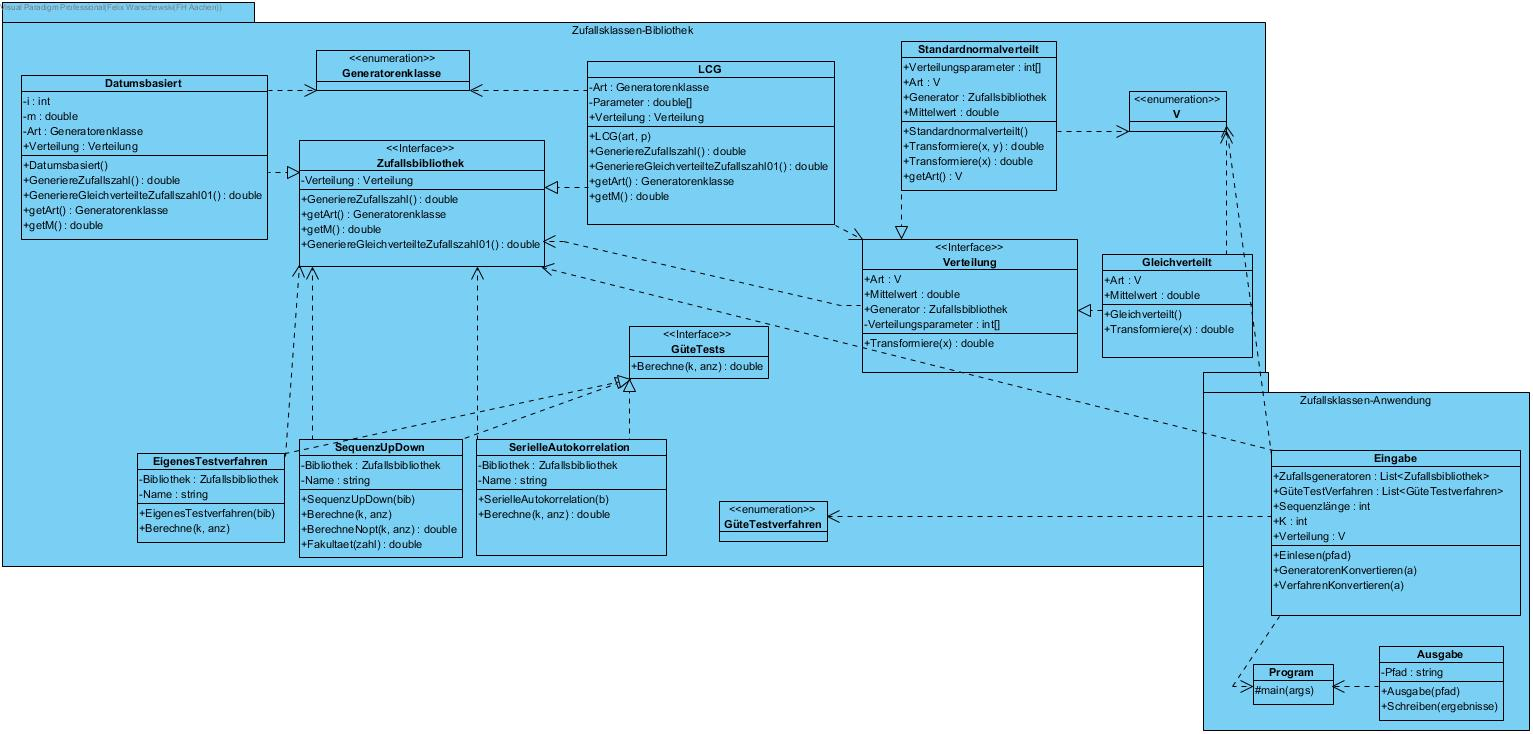 Visual Paradigm Professional(Felix Warschewski(FH Aachen))
Zufallsklassen-Bibliothek
<<enumeration>>
Generatorenklasse
Datumsbasiert
-i : int
-m : double
-Art : Generatorenklasse
+Verteilung : Verteilung
+Datumsbasiert()
+GeneriereZufallszahl() : double
+GeneriereGleichverteilteZufallszahl01() : double
+getArt() : Generatorenklasse
+getM() : double
<<Interface>>
Zufallsbibliothek
-Verteilung : Verteilung
+GeneriereZufallszahl() : double
+getArt() : Generatorenklasse
+getM() : double
+GeneriereGleichverteilteZufallszahl01() : double
LCG
-Art : Generatorenklasse
-Parameter : double[]
+Verteilung : Verteilung
+LCG(art, p)
+GeneriereZufallszahl() : double
+GeneriereGleichverteilteZufallszahl01() : double
+getArt() : Generatorenklasse
+getM() : double
Standardnormalverteilt
+Verteilungsparameter : int[]
+Art : V
+Generator : Zufallsbibliothek
+Mittelwert : double
+Standardnormalverteilt()
+Transformiere(x, y) : double
+Transformiere(x) : double
+getArt() : V
<<enumeration>>
V
<<Interface>>
Verteilung
+Art : V
+Mittelwert : double
+Generator : Zufallsbibliothek
-Verteilungsparameter : int[]
+Transformiere(x) : double
Gleichverteilt
+Art : V
+Mittelwert : double
+Gleichverteilt()
+Transformiere(x) : double
<<Interface>>
GüteTests
+Berechne(k, anz) : double
EigenesTestverfahren
-Bibliothek : Zufallsbibliothek
-Name : string
+EigenesTestverfahren(bib)
+Berechne(k, anz)
SequenzUpDown
-Bibliothek : Zufallsbibliothek
-Name : string
+SequenzUpDown(bib)
+Berechne(k, anz)
+BerechneNopt(k, anz) : double
+Fakultaet(zahl) : double
SerielleAutokorrelation
-Bibliothek : Zufallsbibliothek
-Name : string
+SerielleAutokorrelation(b)
+Berechne(k, anz) : double
<<enumeration>>
GüteTestverfahren
Zufallsklassen-Anwendung
Eingabe
+Zufallsgeneratoren : List<Zufallsbibliothek>
+GüteTestVerfahren : List<GüteTestverfahren>
+Sequenzlänge : int
+K : int
+Verteilung : V
+Einlesen(pfad)
+GeneratorenKonvertieren(a)
+VerfahrenKonvertieren(a)
Program
#main(args)
Ausgabe
-Pfad : string
+Ausgabe(pfad)
+Schreiben(ergebnisse)